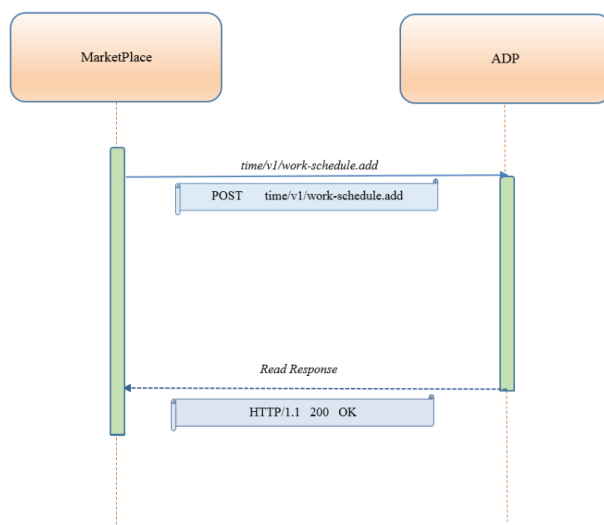 MarketPlace
ADP
time/v1/work-schedule.add
POST time/v1/work-schedule.add
Read Response
HTTP/1.1 200 OK